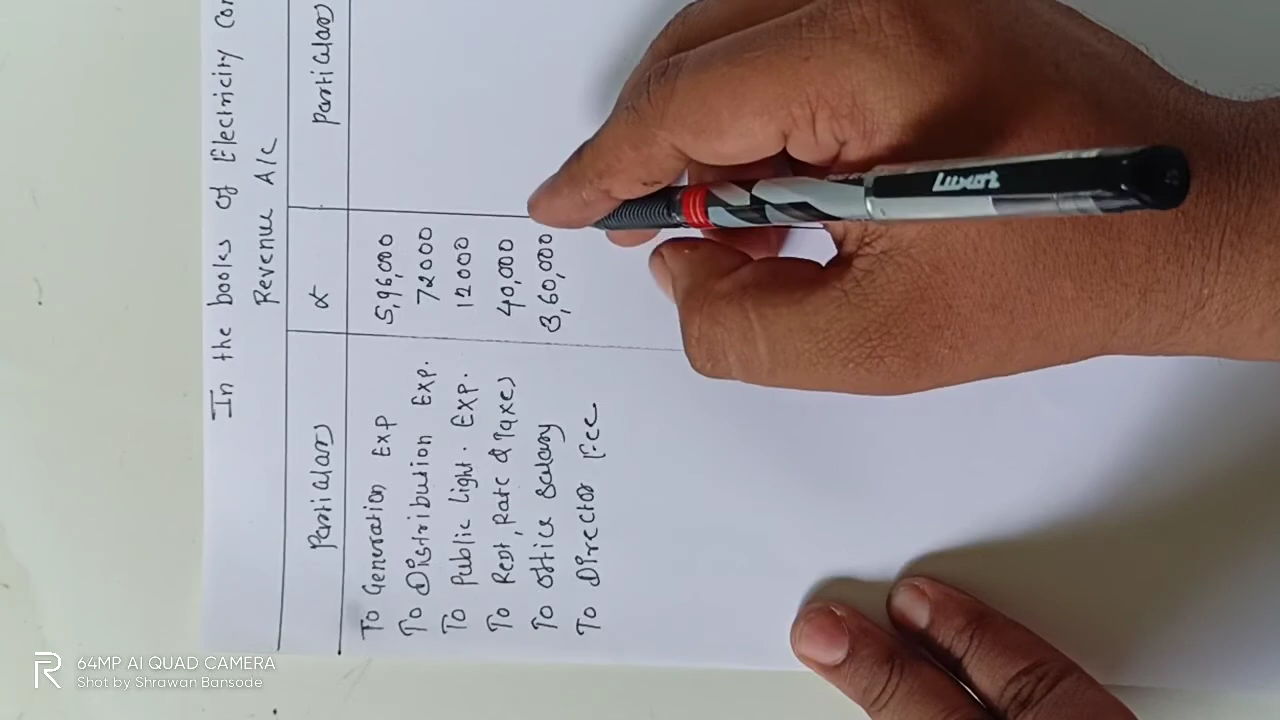 In the books of Electricity Co
Revenue A/c
Particulars ₹ Particulars
To Generation Exp 5,96,000
To Distribution Exp. 72000
To Public Light. Exp. 12000
To Rent, Rate & Taxes 40,000
To Office Salary 3,60,000
To Director Fee
Luxor
64MP AI QUAD CAMERA
Shot by Shrawan Bansode